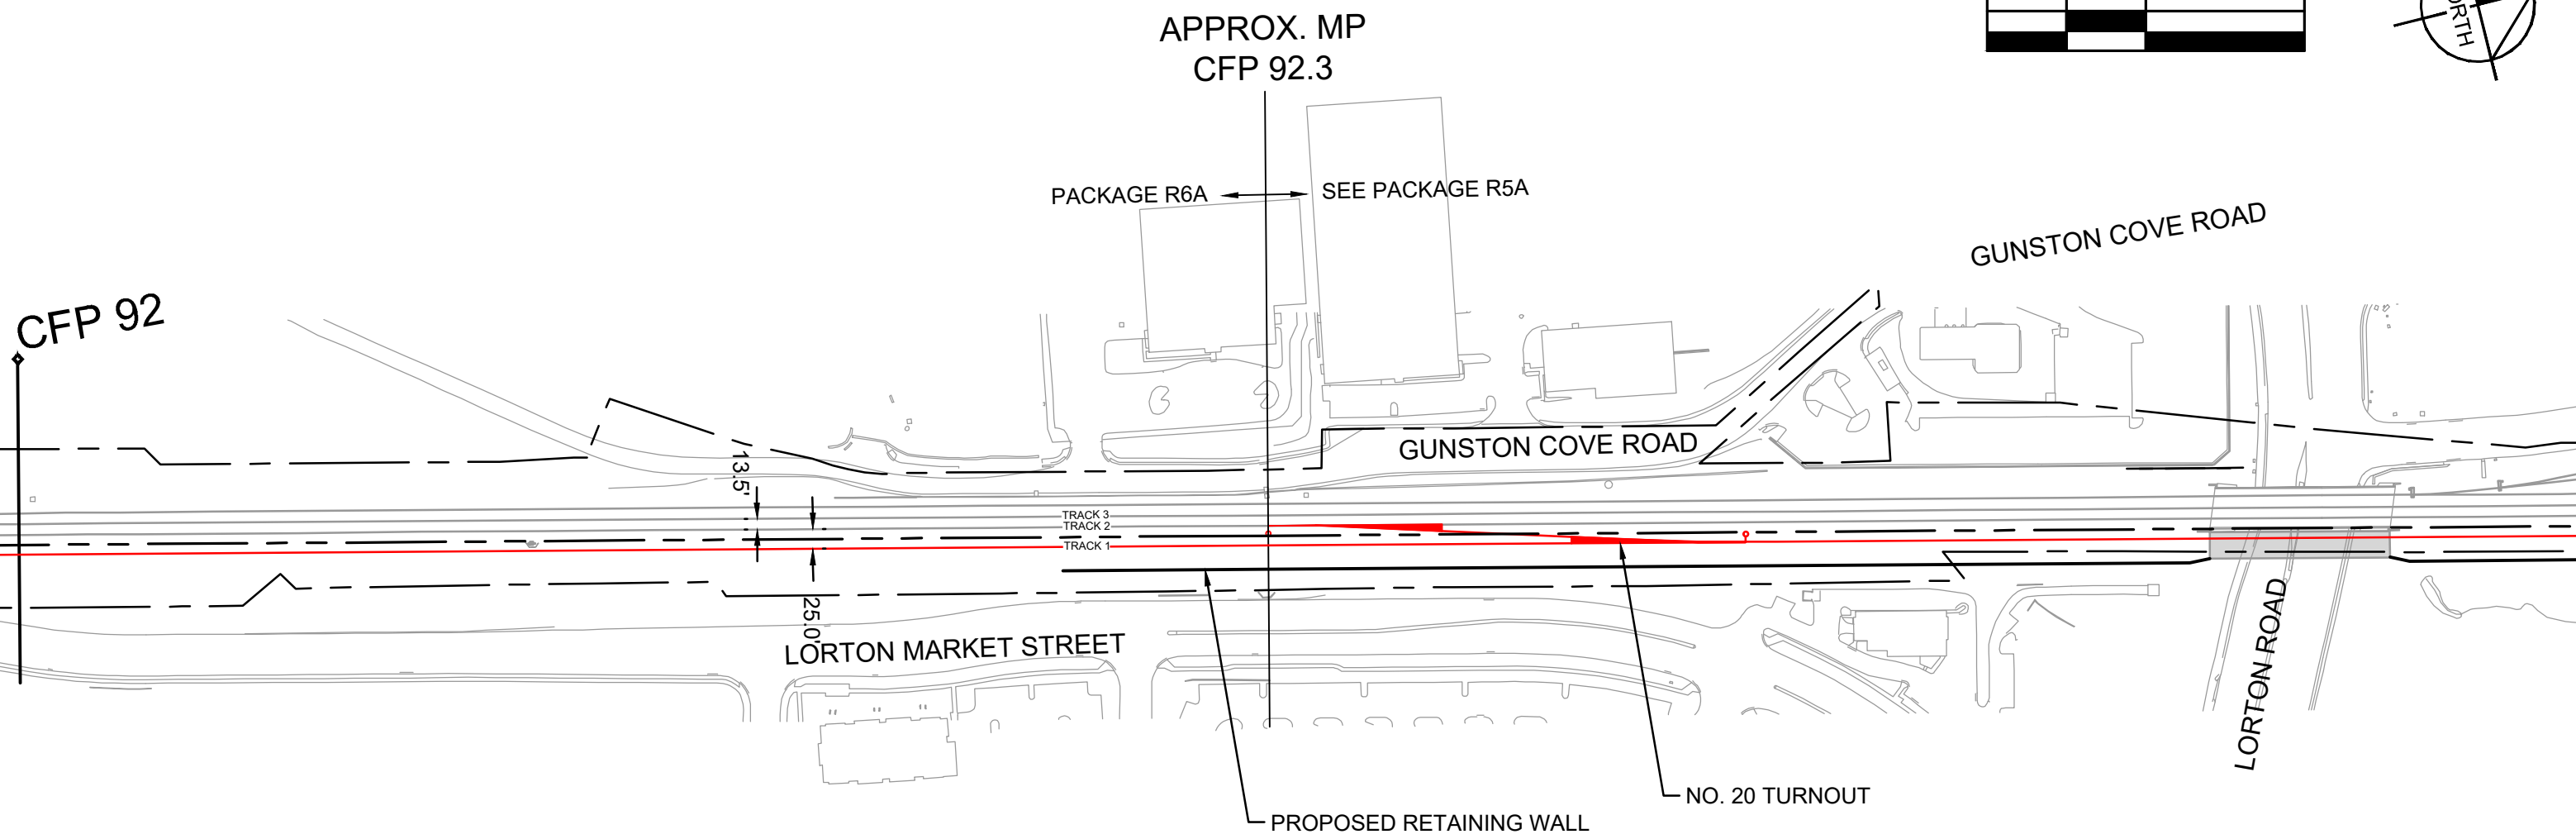 APPROX. MP
CFP 92.3
PACKAGE R6A
SEE PACKAGE R5A
GUNSTON COVE ROAD
CFP 92
GUNSTON COVE ROAD
13.5'
TRACK 3
TRACK 2
TRACK 1
25.0'
LORTON MARKET STREET
LORTON ROAD
NO. 20 TURNOUT
PROPOSED RETAINING WALL